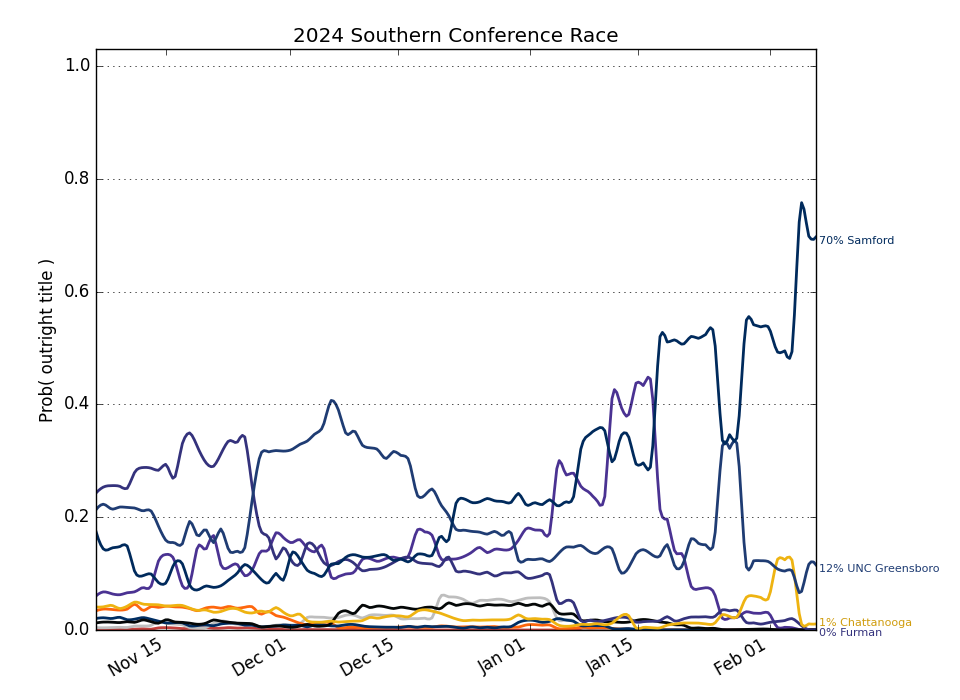 2024 Southern Conference Race
1.0
0.8
0.6
0.4
0.2
0.0
Prob( outright title )
70% Samford
12% UNC Greensboro
1% Chattanooga
0% Furman
Nov 15
Dec 01
Dec 15
Jan 01
Jan 15
Feb 01